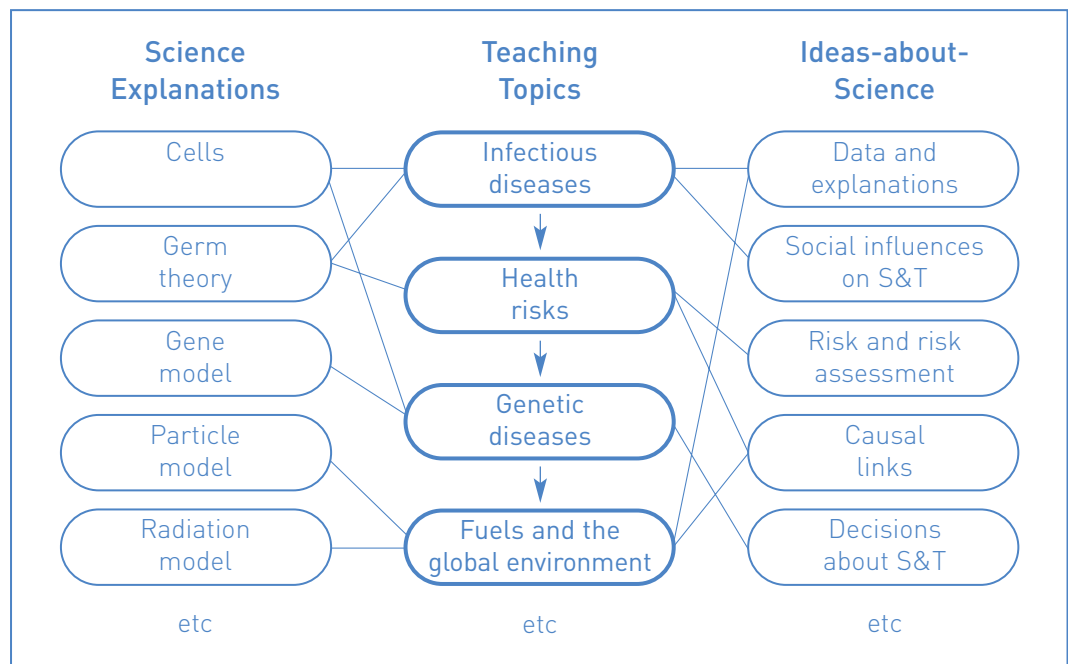 Science
Explanations
Teaching
Topics
Ideas-about-
Science
Cells
Germ
theory
Gene
model
Particle
model
Radiation
model
etc
Infectious
diseases
Health
risks
Genetic
diseases
Fuels and the
global environment
etc
Data and
explanations
Social influences
on S&T
Risk and risk
assessment
Causal
links
Decisions
about S&T
etc